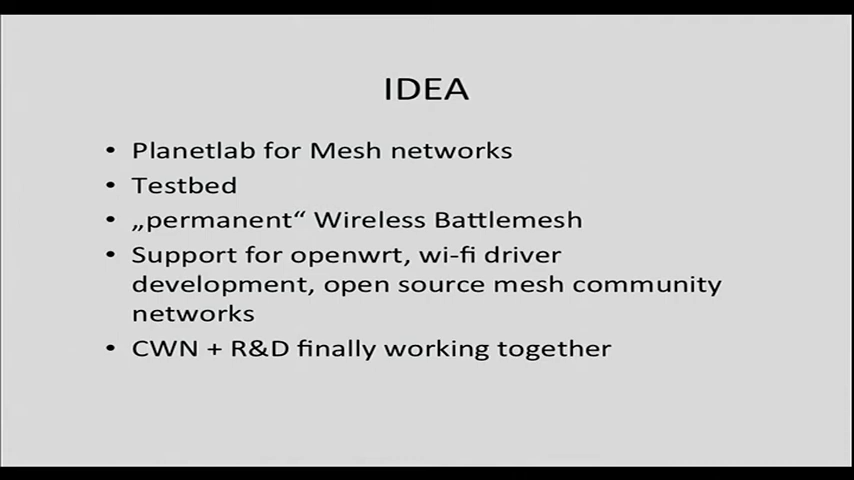 IDEA
• Planetlab for Mesh networks
• Testbed
• „permanent“ Wireless Battlemesh
• Support for openwrt, wi-fi driver
development, open source mesh community
networks
• CWN + R&D finally working together